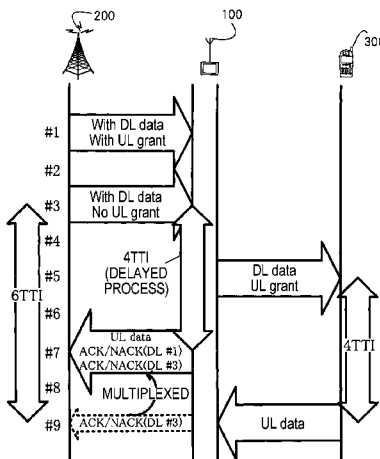 200
100
300
#1
With DL data
With UL grant
#2
#3
With DL data
No UL grant
#4
4TTI
(DELAYED
PROCESS)
DL data
UL grant
#5
6TTI
#6
UL data
#7
ACK/NACK(DL #1)
ACK/NACK(DL #3)
4TTI
#8
MULTIPLEXED
#9
ACK/NACK(DL #3)
UL data